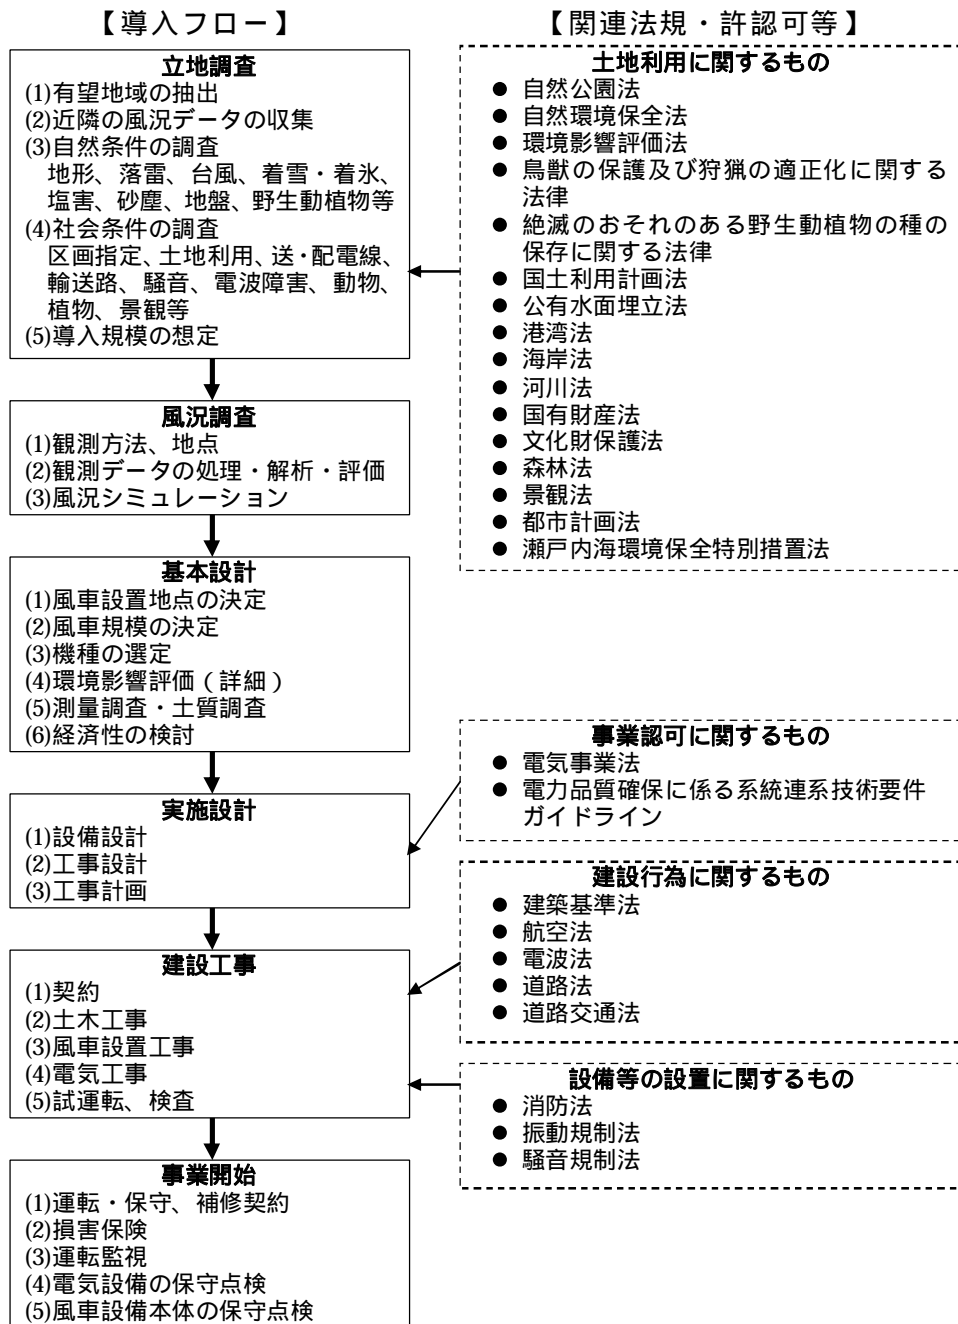 【導入フロー】
立地調査
(1)有望地域の抽出
(2)近隣の風況データの収集
(3)自然条件の調査
地形、落雷、台風、着雪・着氷、
塩害、砂塵、地盤、野生動植物等
(4)社会条件の調査
区画指定、土地利用、送・配電線、
輸送路、騒音、電波障害、動物、
植物、景観等
(5)導入規模の想定
風況調査
(1)観測方法、地点
(2)観測データの処理・解析・評価
(3)風況シミュレーション
基本設計
(1)風車設置地点の決定
(2)風車規模の決定
(3)機種の選定
(4)環境影響評価（詳細）
(5)測量調査・土質調査
(6)経済性の検討
実施設計
(1)設備設計
(2)工事設計
(3)工事計画
建設工事
(1)契約
(2)土木工事
(3)風車設置工事
(4)電気工事
(5)試運転、検査
事業開始
(1)運転・保守、補修契約
(2)損害保険
(3)運転監視
(4)電気設備の保守点検
(5)風車設備本体の保守点検
【関連法規・許認可等】
土地利用に関するもの
● 自然公園法
● 自然環境保全法
● 環境影響評価法
● 鳥獣の保護及び狩猟の適正化に関する
法律
● 絶滅のおそれのある野生動植物の種の
保存に関する法律
● 国土利用計画法
● 公有水面埋立法
● 港湾法
● 海岸法
● 河川法
● 国有財産法
● 文化財保護法
● 森林法
● 景観法
● 都市計画法
● 瀬戸内海環境保全特別措置法
事業認可に関するもの
● 電気事業法
● 電力品質確保に係る系統連系技術要件
ガイドライン
建設行為に関するもの
● 建築基準法
● 航空法
● 電波法
● 道路法
● 道路交通法
設備等の設置に関するもの
● 消防法
● 振動規制法
● 騒音規制法